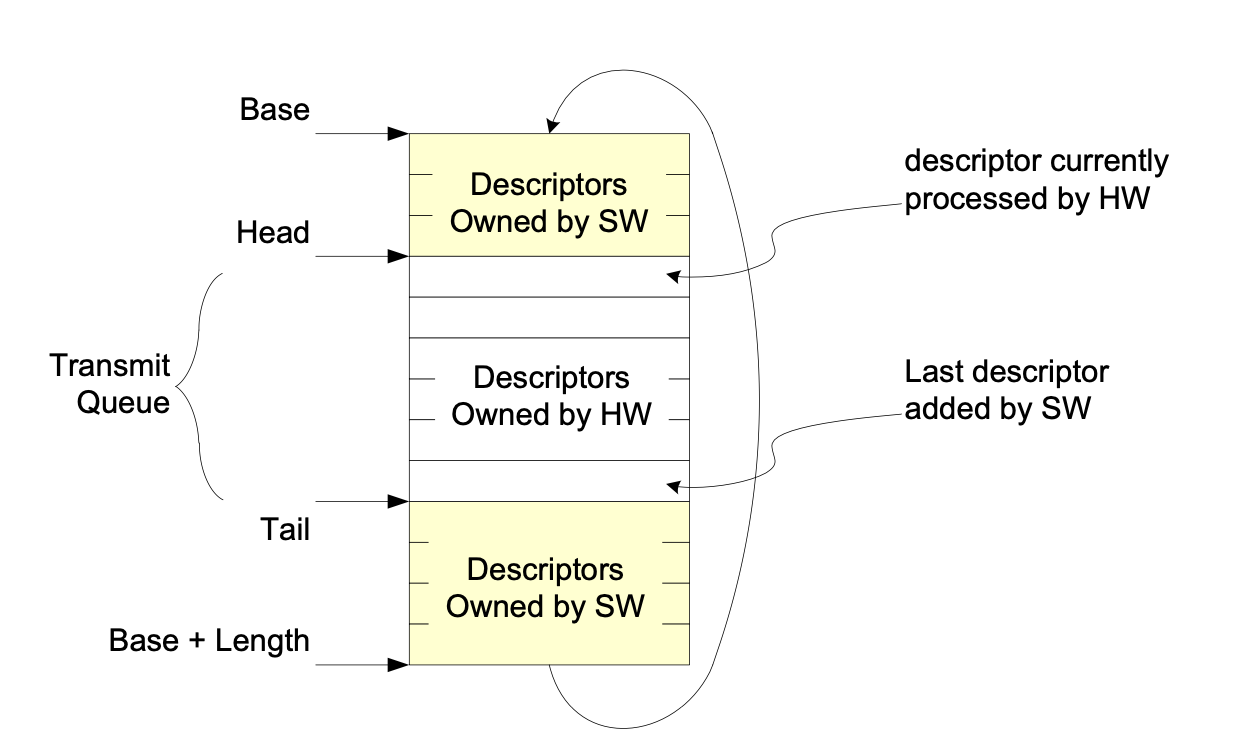 Base
descriptor currently
processed by HW
Descriptors
Owned by SW
Head
Transmit
Queue
Descriptors
Owned by HW
Last descriptor
added by SW
Tail
Descriptors
Owned by SW
Base + Length